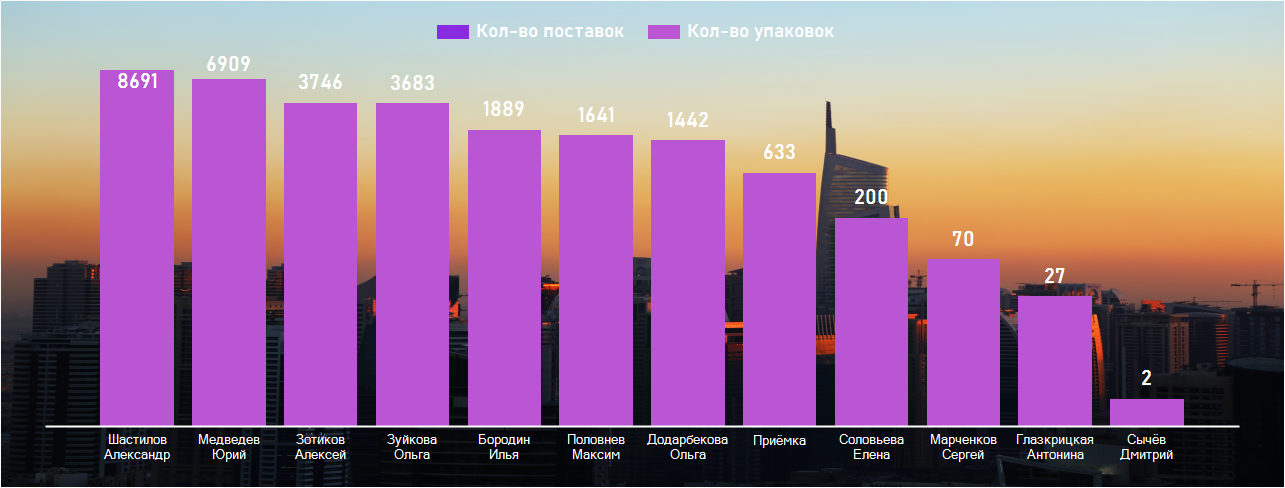 Кол-во поставок Кол-во упаковок
8691 6909 3746 3683 1889 1641 1442 633 200 70 27 2
Шастилов Медведев Зотиков Зуйкова Бородин Половнев Додарбекова Приёмка Соловьева Марченков Глазкрицкая Сычёв
Александр Юрий Алексей Ольга Илья Максим Ольга Елена Сергей Антонина Дмитрий